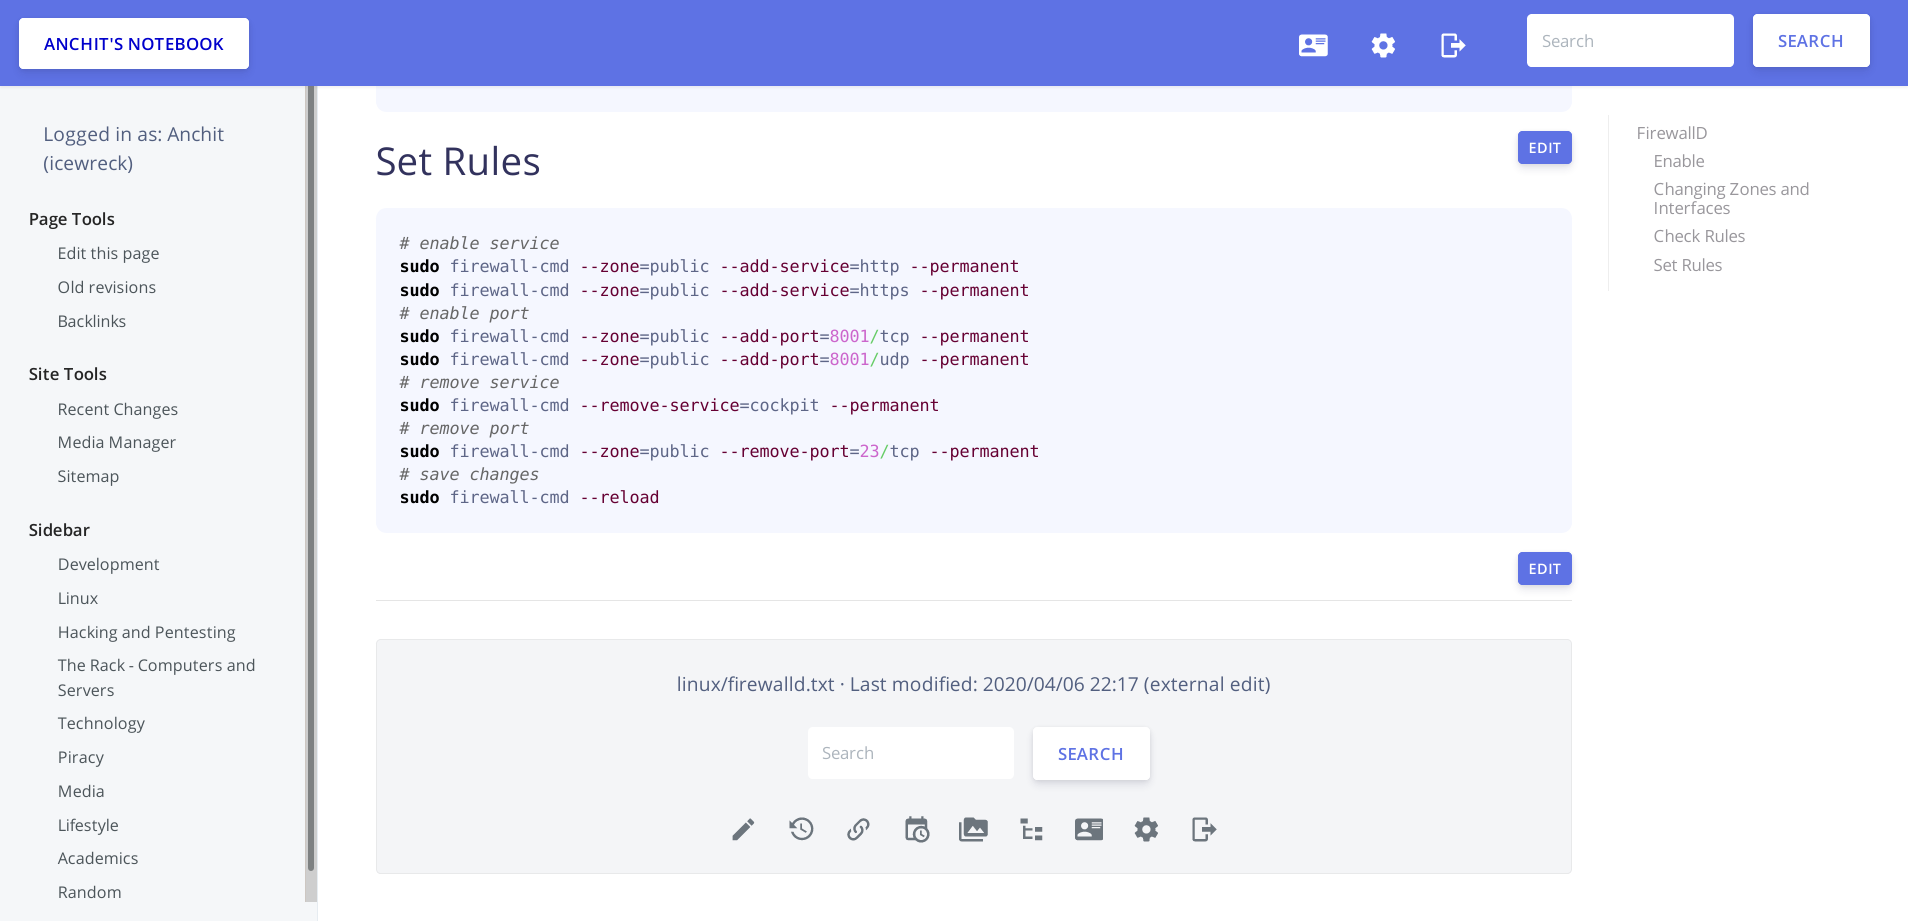 ANCHIT'S NOTEBOOK
Search
SEARCH
Logged in as: Anchit
(icewreck)
Page Tools
Edit this page
Old revisions
Backlinks
Site Tools
Recent Changes
Media Manager
Sitemap
Sidebar
Development
Linux
Hacking and Pentesting
The Rack - Computers and
Servers
Technology
Piracy
Media
Lifestyle
Academics
Random
Set Rules
EDIT
# enable service
sudo firewall-cmd --zone=public --add-service=http --permanent
sudo firewall-cmd --zone=public --add-service=https --permanent
# enable port
sudo firewall-cmd --zone=public --add-port=8001/tcp --permanent
sudo firewall-cmd --zone=public --add-port=8001/udp --permanent
# remove service
sudo firewall-cmd --remove-service=cockpit --permanent
# remove port
sudo firewall-cmd --zone=public --remove-port=23/tcp --permanent
# save changes
sudo firewall-cmd --reload
EDIT
linux/firewalld.txt · Last modified: 2020/04/06 22:17 (external edit)
Search
SEARCH
FirewallD
Enable
Changing Zones and
Interfaces
Check Rules
Set Rules